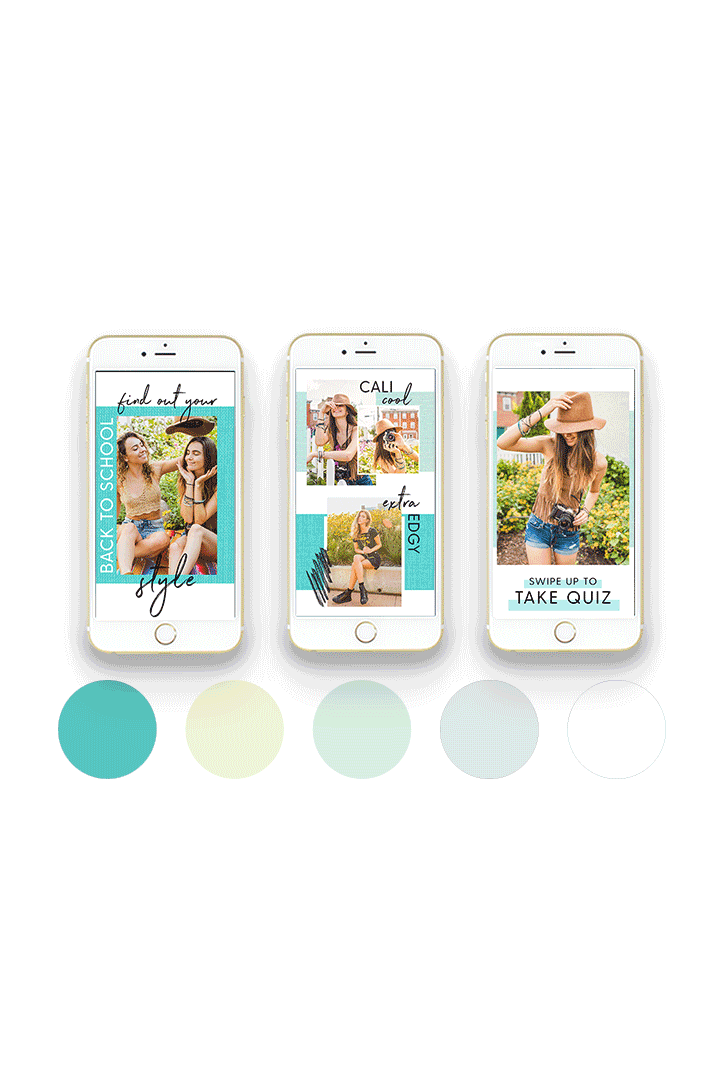 find out your
BACK TO SCHOOL
style
CALI
cool
extra
EDGY
SWIPE UP TO
TAKE QUIZ